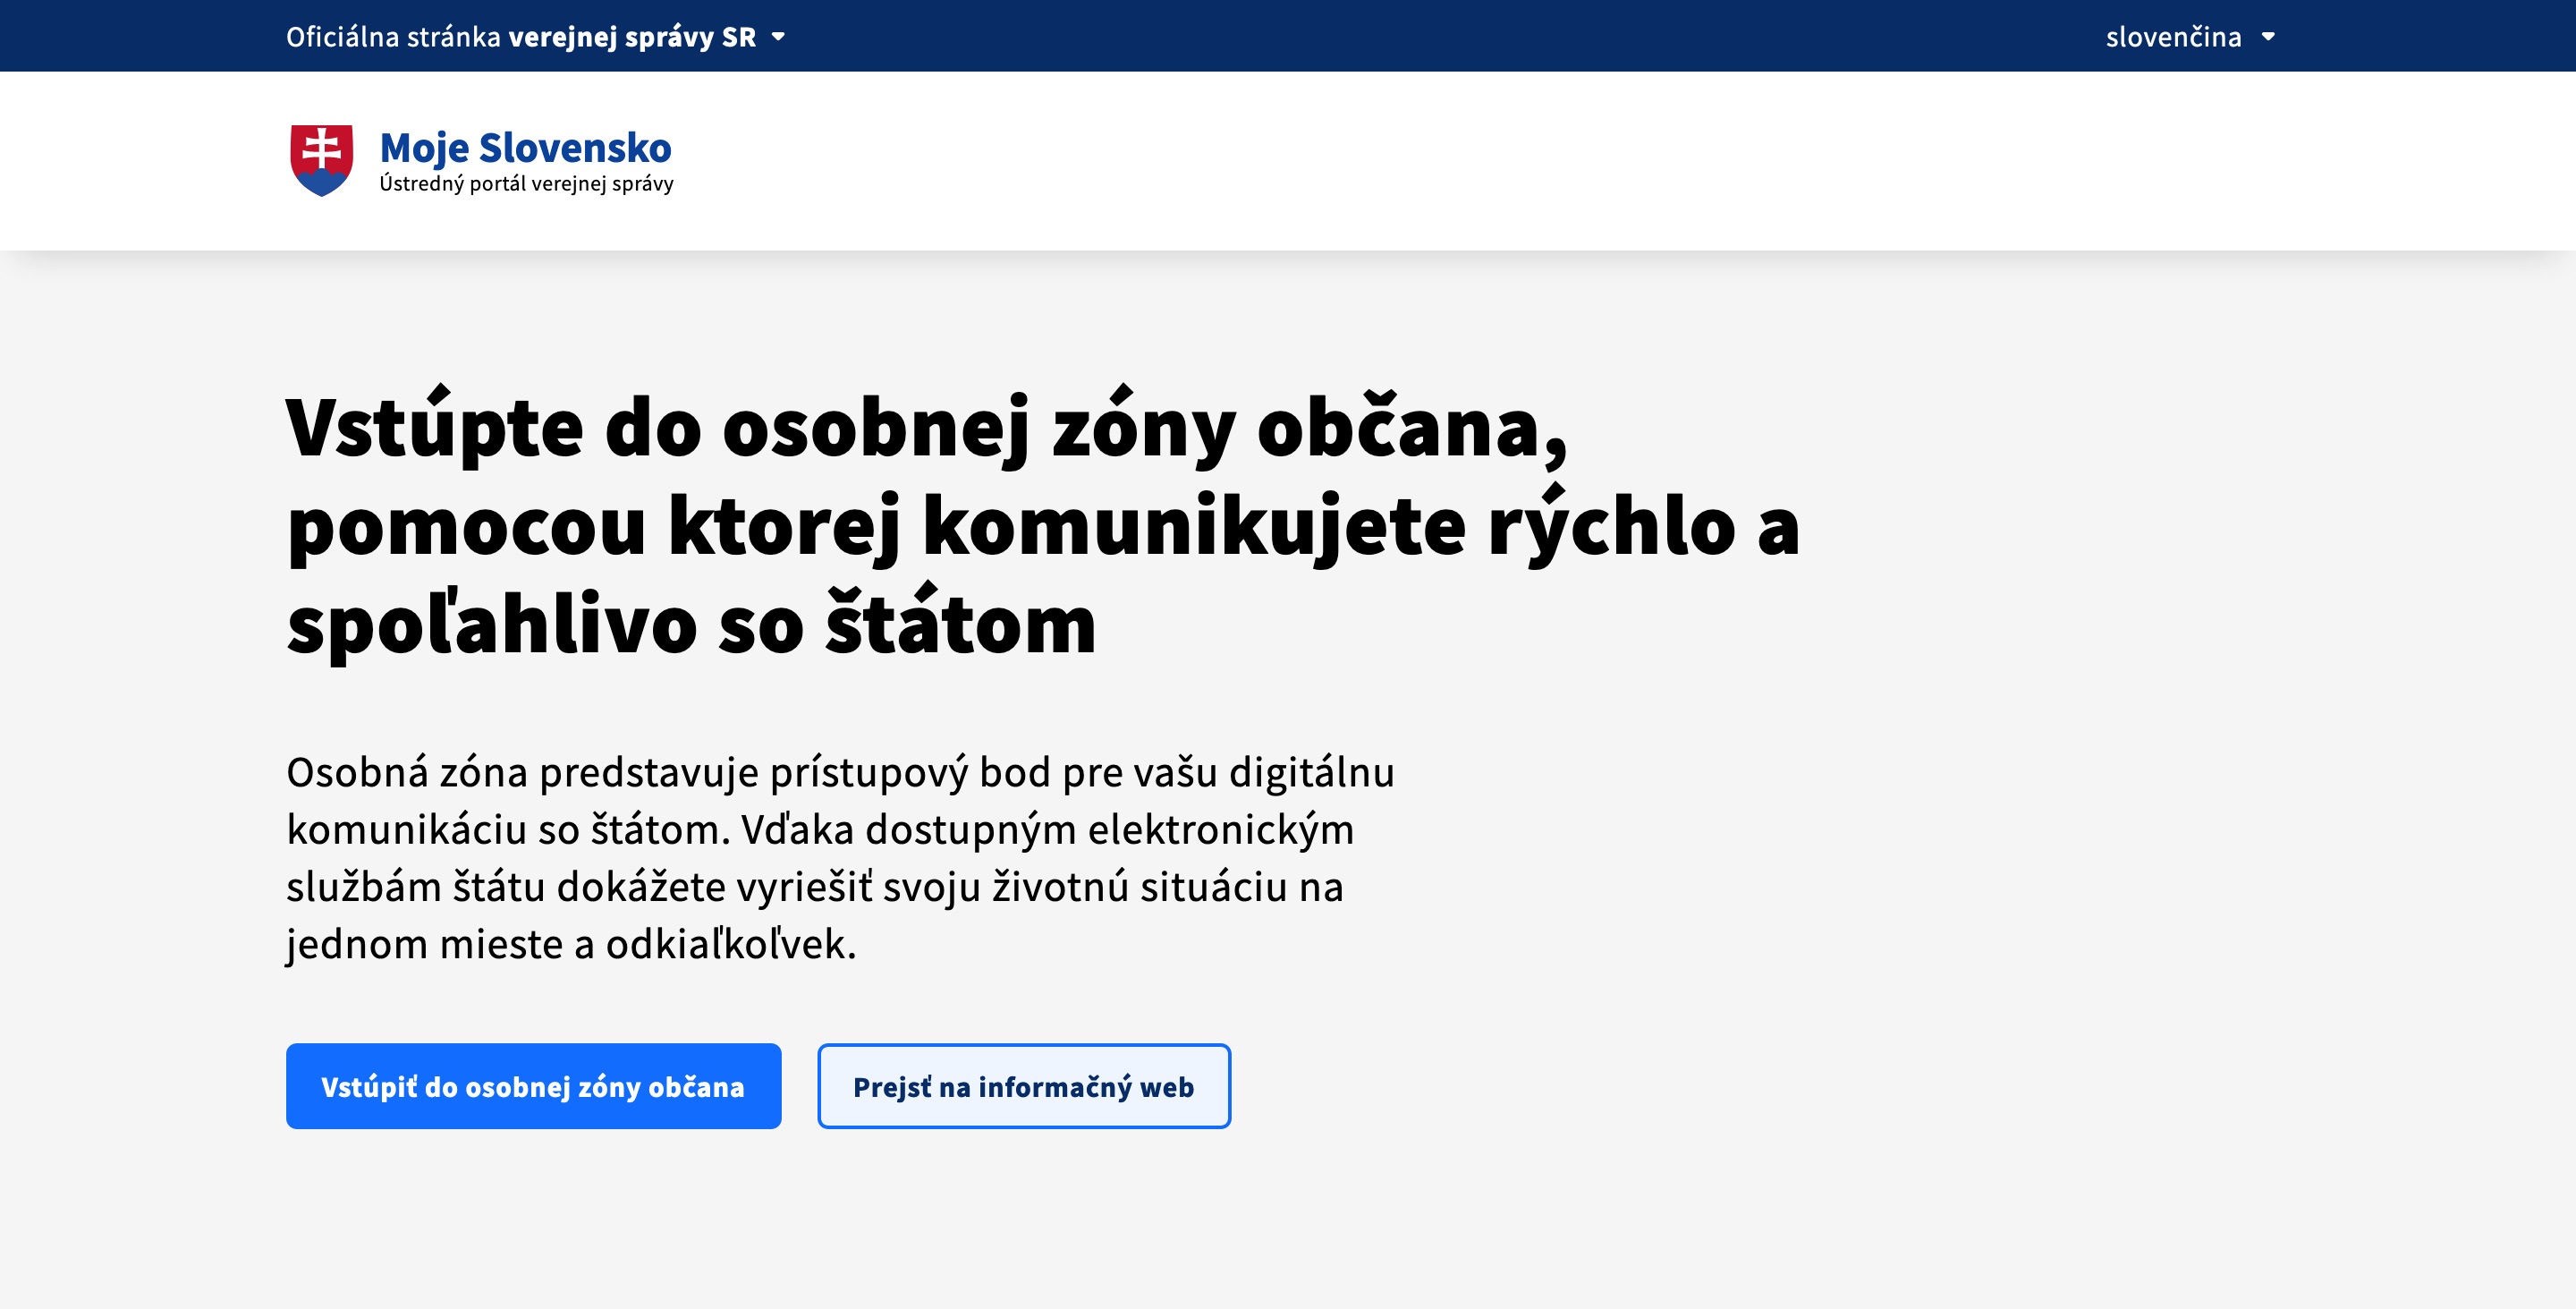 Oficiálna stránka verejnej správy SR
slovenčina
Moje Slovensko
Ústredný portál verejnej správy
Vstúpte do osobnej zóny občana,
pomocou ktorej komunikujete rýchlo a
spoľahlivo so štátom
Osobná zóna predstavuje prístupový bod pre vašu digitálnu
komunikáciu so štátom. Vďaka dostupným elektronickým
službám štátu dokážete vyriešiť svoju životnú situáciu na
jednom mieste a odkiaľkoľvek.
Vstúpiť do osobnej zóny občana
Prejsť na informačný web